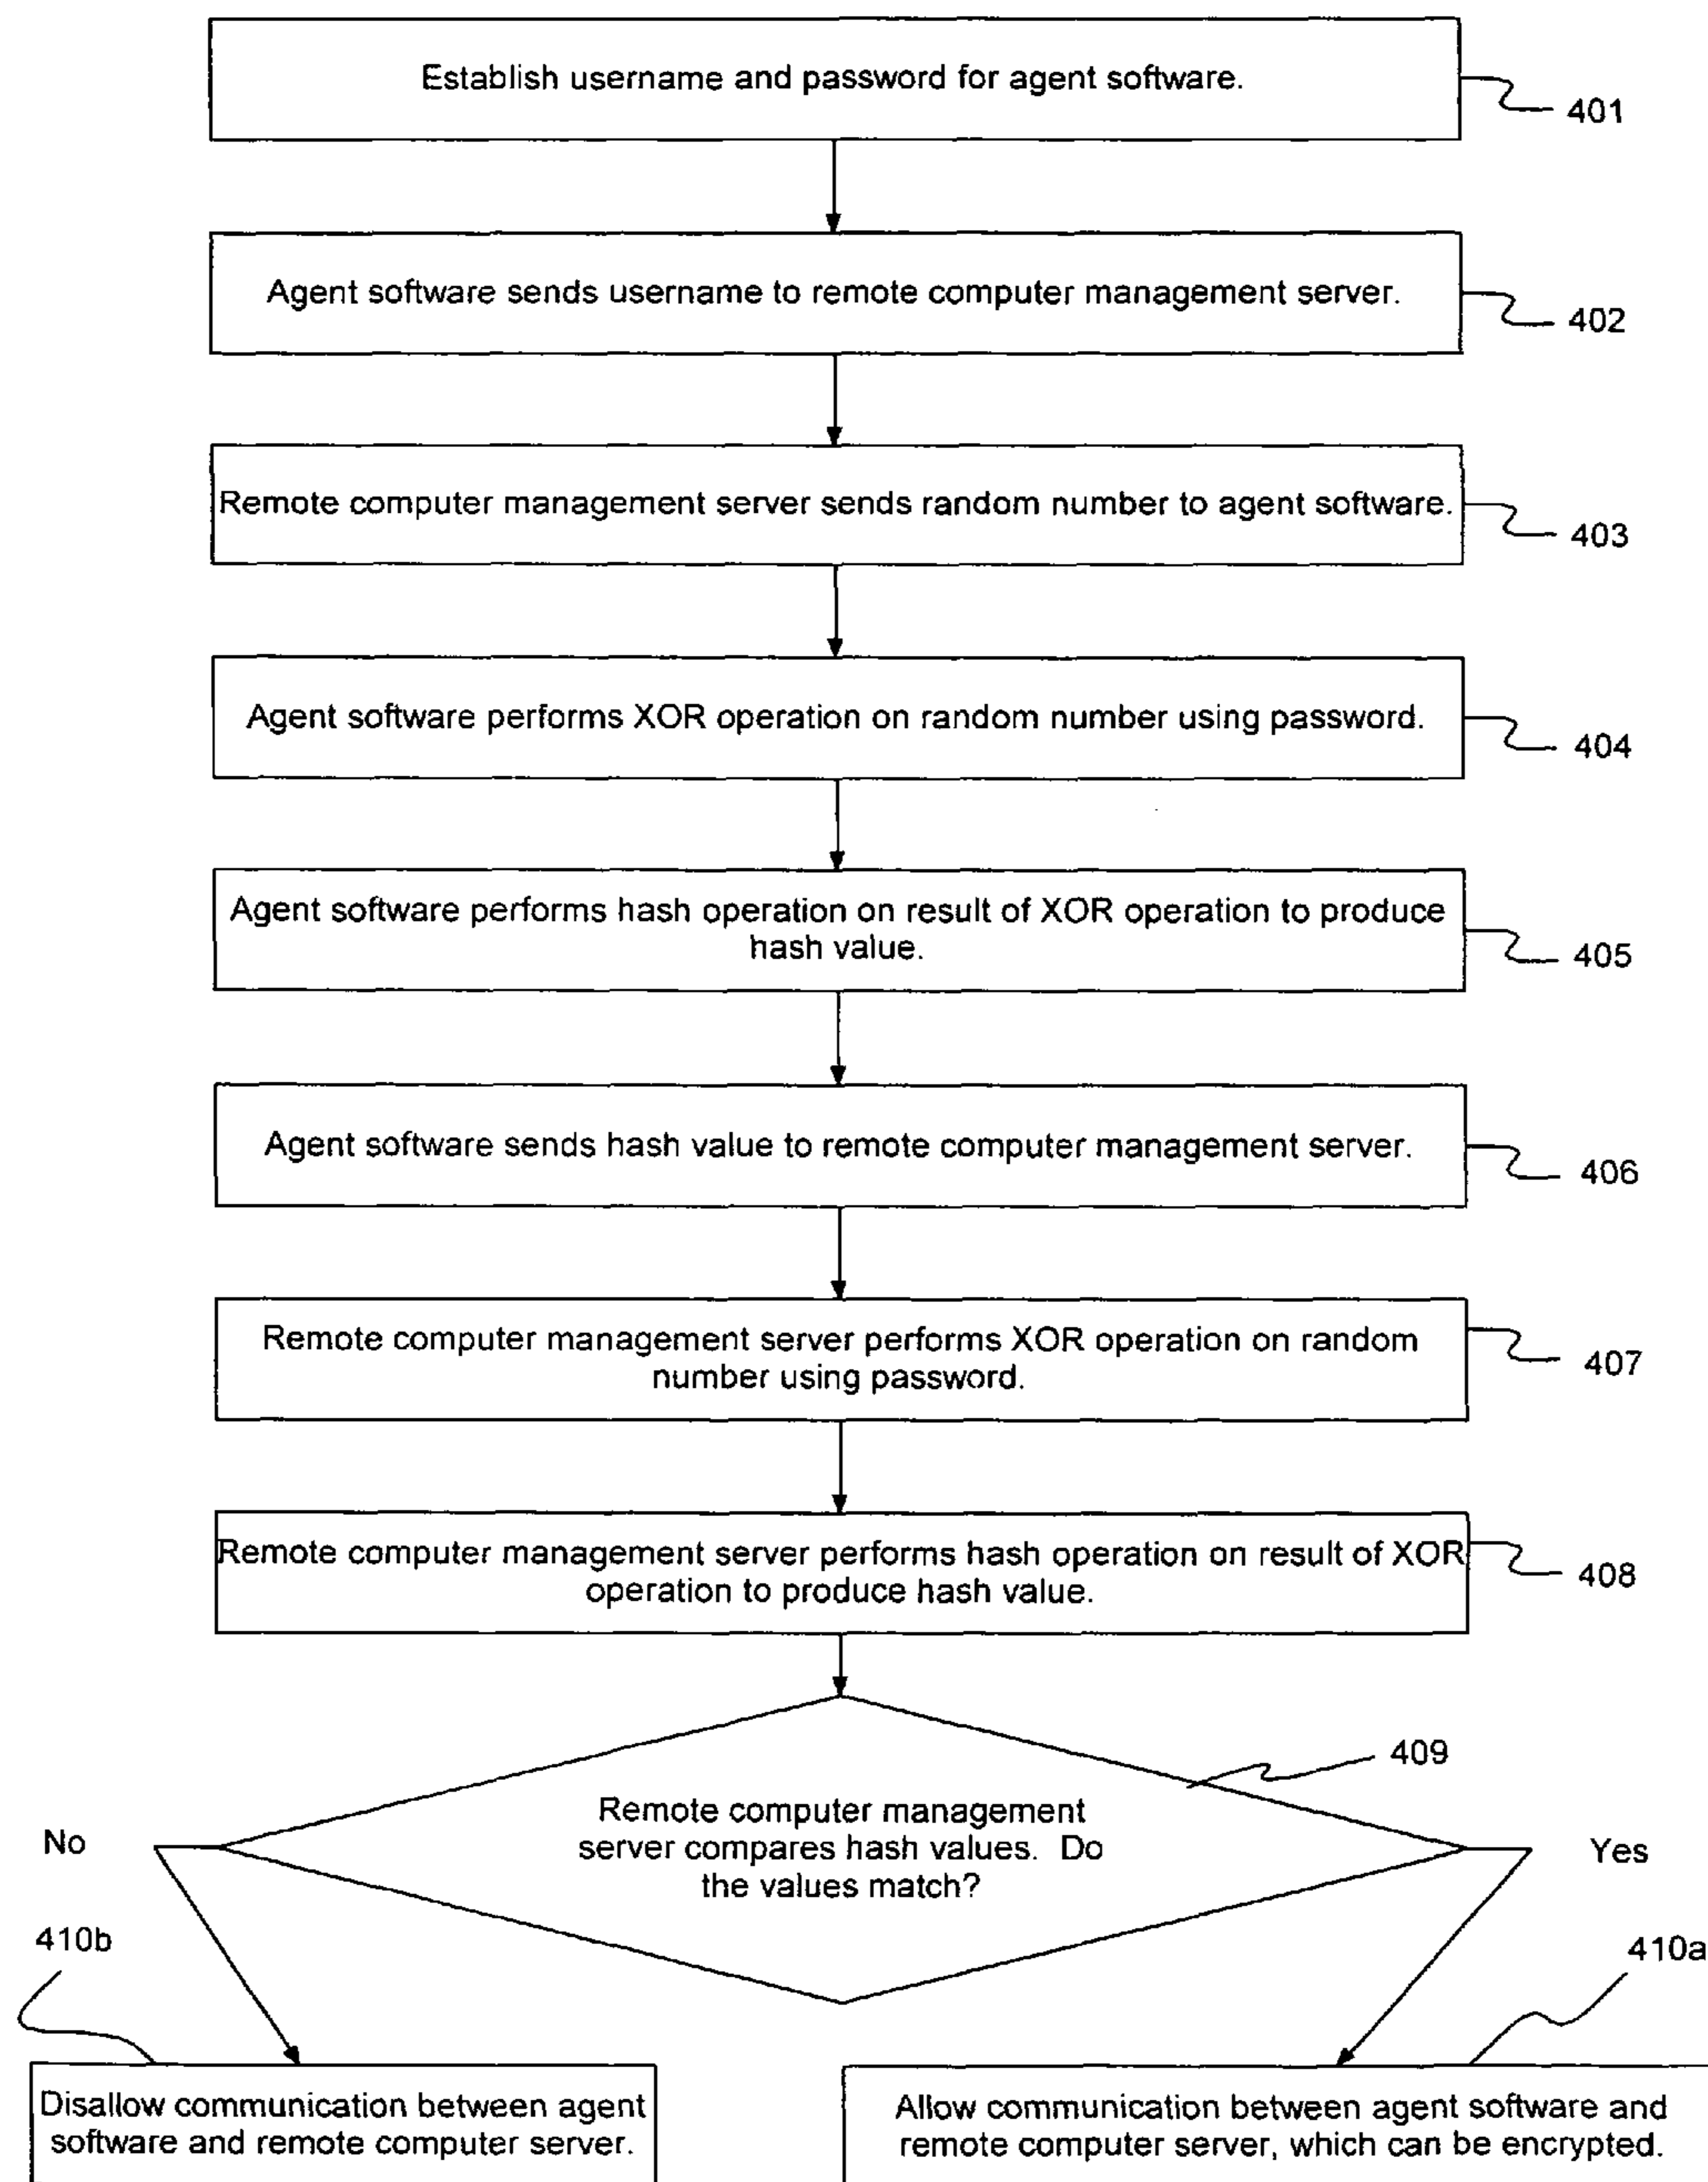 Establish username and password for agent software.
401
Agent software sends username to remote computer management server.
402
Remote computer management server sends random number to agent software.
403
Agent software performs XOR operation on random number using password.
404
Agent software performs hash operation on result of XOR operation to produce
hash value.
405
Agent software sends hash value to remote computer management server.
406
Remote computer management server performs XOR operation on random
number using password.
407
Remote computer management server performs hash operation on result of XOR
operation to produce hash value.
408
409
Remote computer management
server compares hash values. Do
the values match?
No
Yes
410b
410a
Disallow communication between agent
software and remote computer server.
Allow communication between agent software and
remote computer server, which can be encrypted.